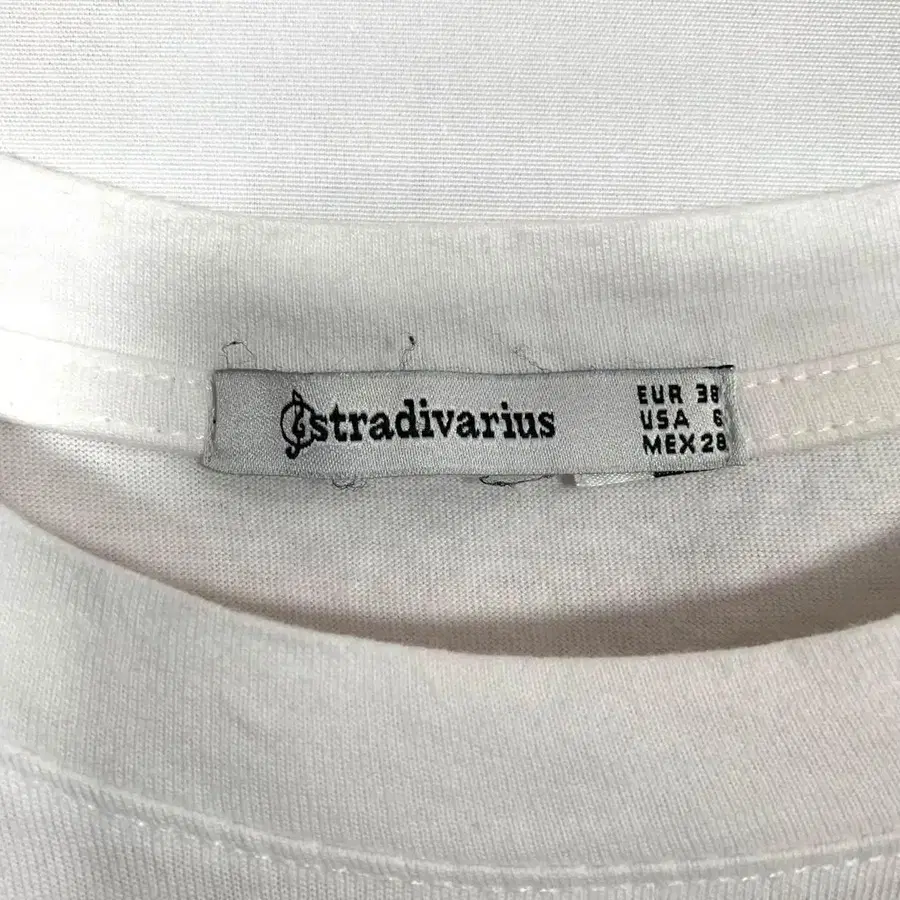 stradivarius
EUR 38
USA 6
MEX 28